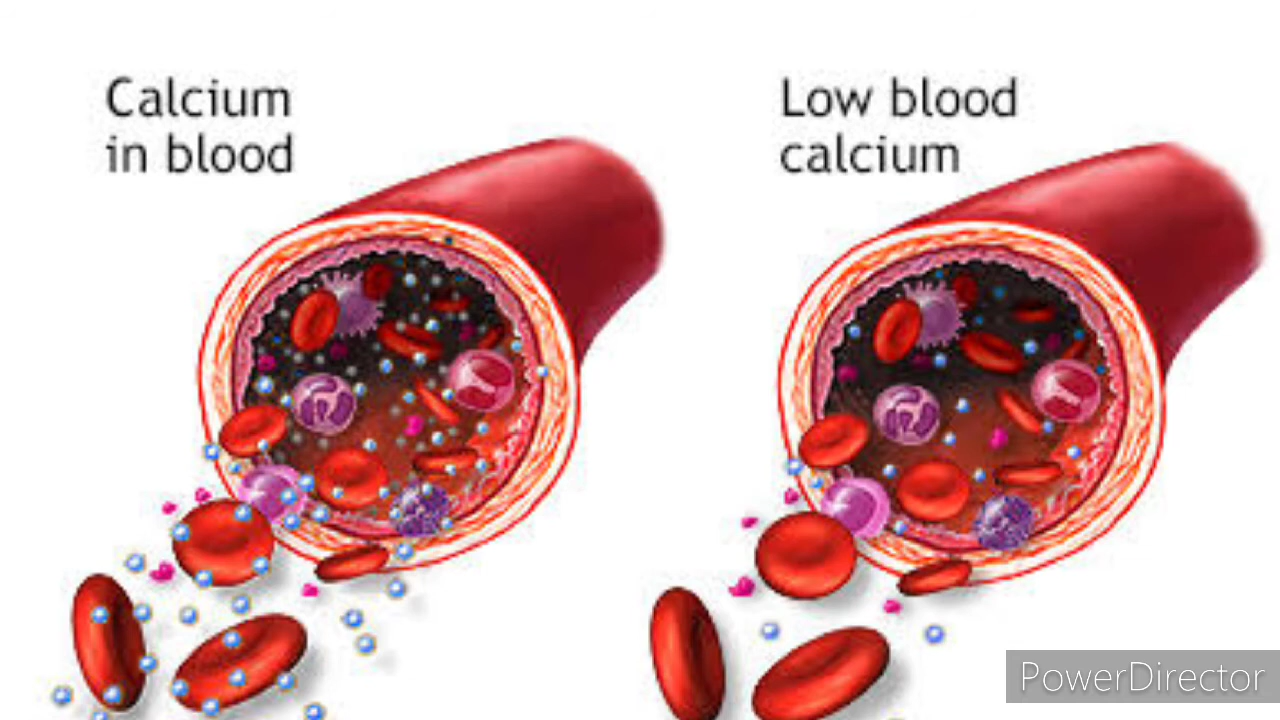 Calcium
in blood
Low blood
calcium
PowerDirector